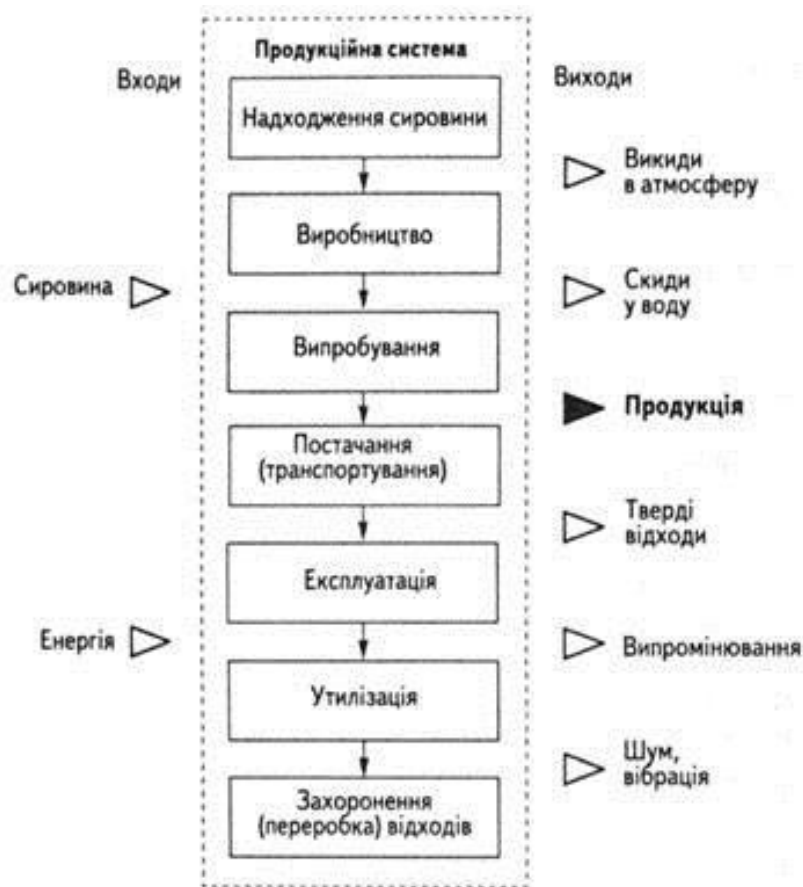 Продукційна система
Входи
Виходи
Надходження сировини
Викиди
в атмосферу
Виробництво
Сировина
Скиди
у воду
Випробування
Продукція
Постачання
(транспортування)
Тверді
відходи
Експлуатація
Енергія
Випромінювання
Утилізація
Шум,
вібрація
Захоронення
(переробка) відходів